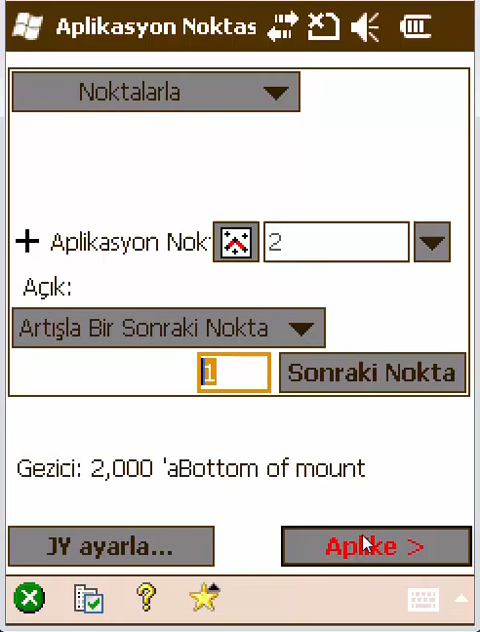 Aplikasyon Noktas
Noktalarla
Aplikasyon Nok
2
Açık:
Artışla Bir Sonraki Nokta
1
Sonraki Nokta
Gezici: 2,000 'aBottom of mount
JY ayarla...
Aplike >